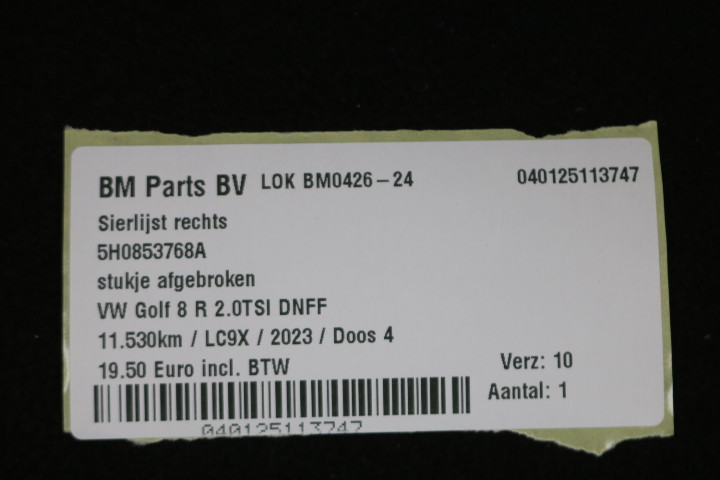 BM Parts BV LOK BM0426-24 040125113747
Sierlijst rechts
5H0853768A
stukje afgebroken
VW Golf 8 R 2.0TSI DNFF
11.530km / LC9X / 2023 / Doos 4
19.50 Euro incl. BTW Verz: 10
Aantal: 1
040125113747